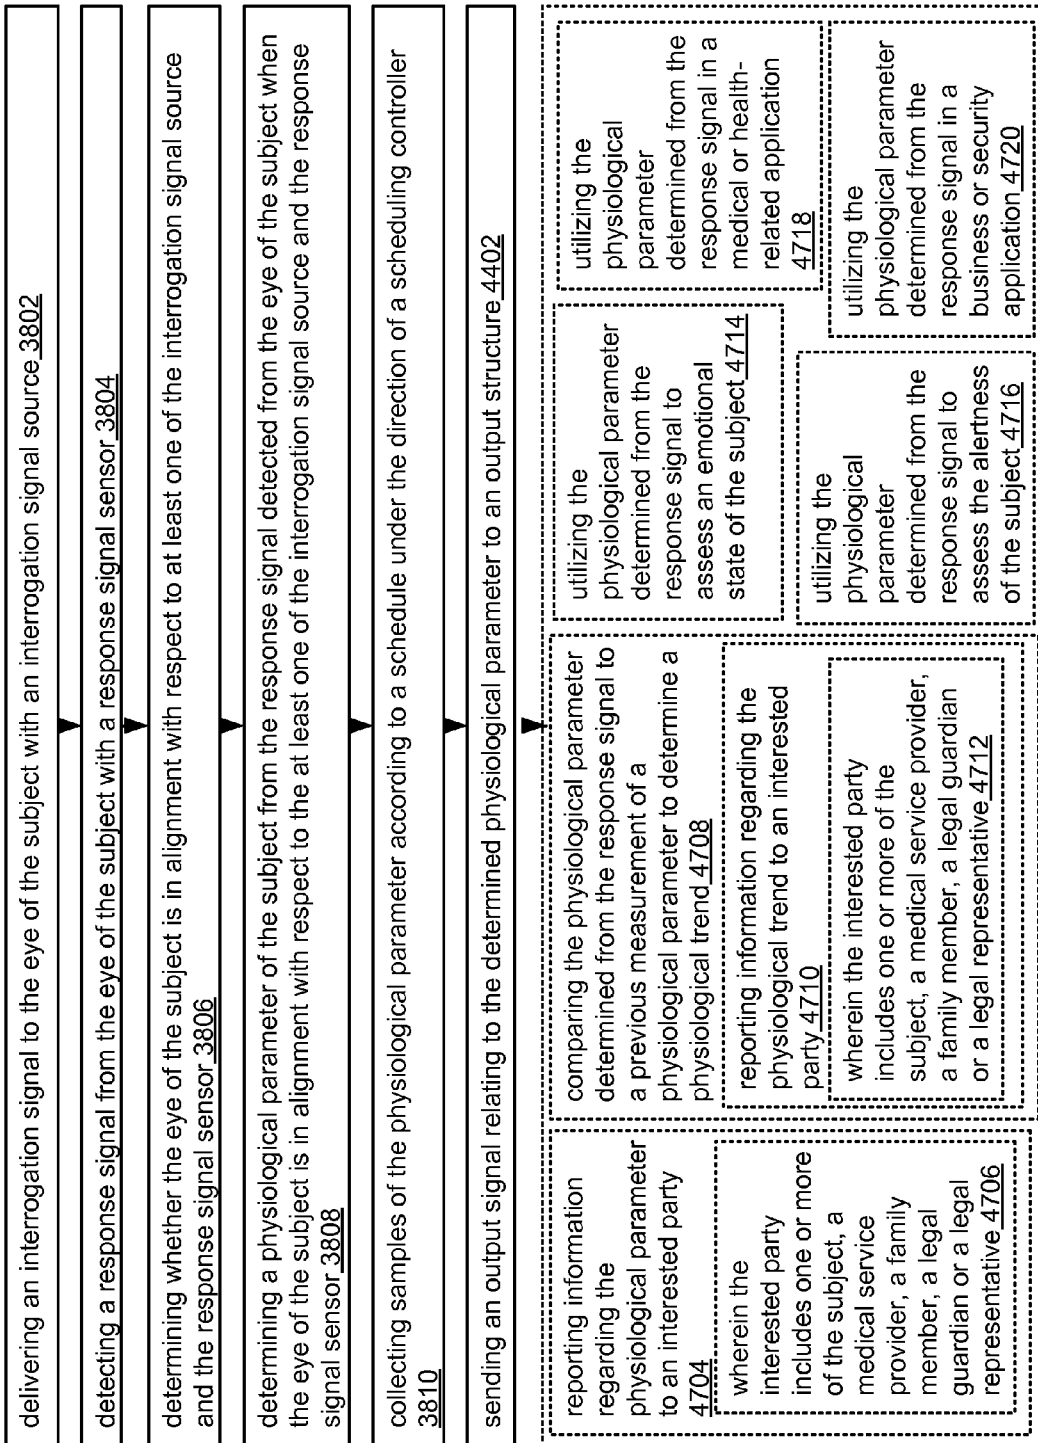 delivering an interrogation signal to the eye of the subject with an interrogation signal source 3802
detecting a response signal from the eye of the subject with a response signal sensor 3804
determining whether the eye of the subject is in alignment with respect to at least one of the interrogation signal source
and the response signal sensor 3806
determining a physiological parameter of the subject from the response signal detected from the eye of the subject when
the eye of the subject is in alignment with respect to the at least one of the interrogation signal source and the response
signal sensor 3808
collecting samples of the physiological parameter according to a schedule under the direction of a scheduling controller
3810
sending an output signal relating to the determined physiological parameter to an output structure 4402
reporting information
regarding the
physiological parameter
to an interested party
4704
wherein the
interested party
includes one or more
of the subject, a
medical service
provider, a family
member, a legal
guardian or a legal
representative 4706
comparing the physiological parameter
determined from the response signal to
a previous measurement of a
physiological parameter to determine a
physiological trend 4708
reporting information regarding the
physiological trend to an interested
party 4710
wherein the interested party
includes one or more of the
subject, a medical service provider,
a family member, a legal guardian
or a legal representative 4712
utilizing the
physiological parameter
determined from the
response signal to
assess an emotional
state of the subject 4714
utilizing the
physiological
parameter
determined from the
response signal to
assess the alertness
of the subject 4716
utilizing the
physiological
parameter
determined from the
response signal in a
medical or health-
related application
4718
utilizing the
physiological parameter
determined from the
response signal in a
business or security
application 4720